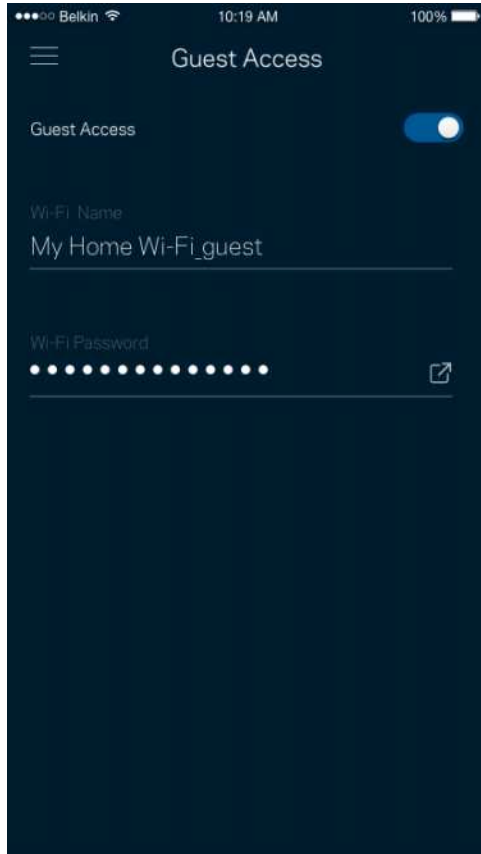 Belkin 10:19 AM 100%
Guest Access
Guest Access
Wi-Fi Name
My Home Wi-Fi_guest
Wi-Fi Password